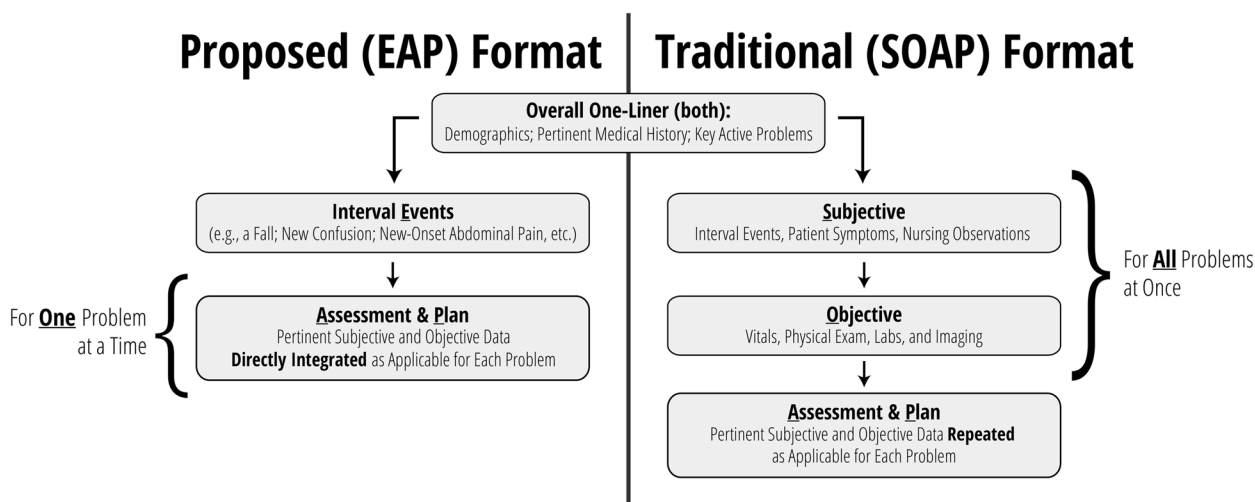 Proposed (EAP) Format
Traditional (SOAP) Format
Overall One-Liner (both):
Demographics; Pertinent Medical History; Key Active Problems
Interval Events
(e.g., a Fall; New Confusion; New-Onset Abdominal Pain, etc.)
For One Problem
at a Time
Assessment & Plan
Pertinent Subjective and Objective Data
Directly Integrated as Applicable for Each Problem
Subjective
Interval Events, Patient Symptoms, Nursing Observations
Objective
Vitals, Physical Exam, Labs, and Imaging
For All Problems
at Once
Assessment & Plan
Pertinent Subjective and Objective Data Repeated
as Applicable for Each Problem